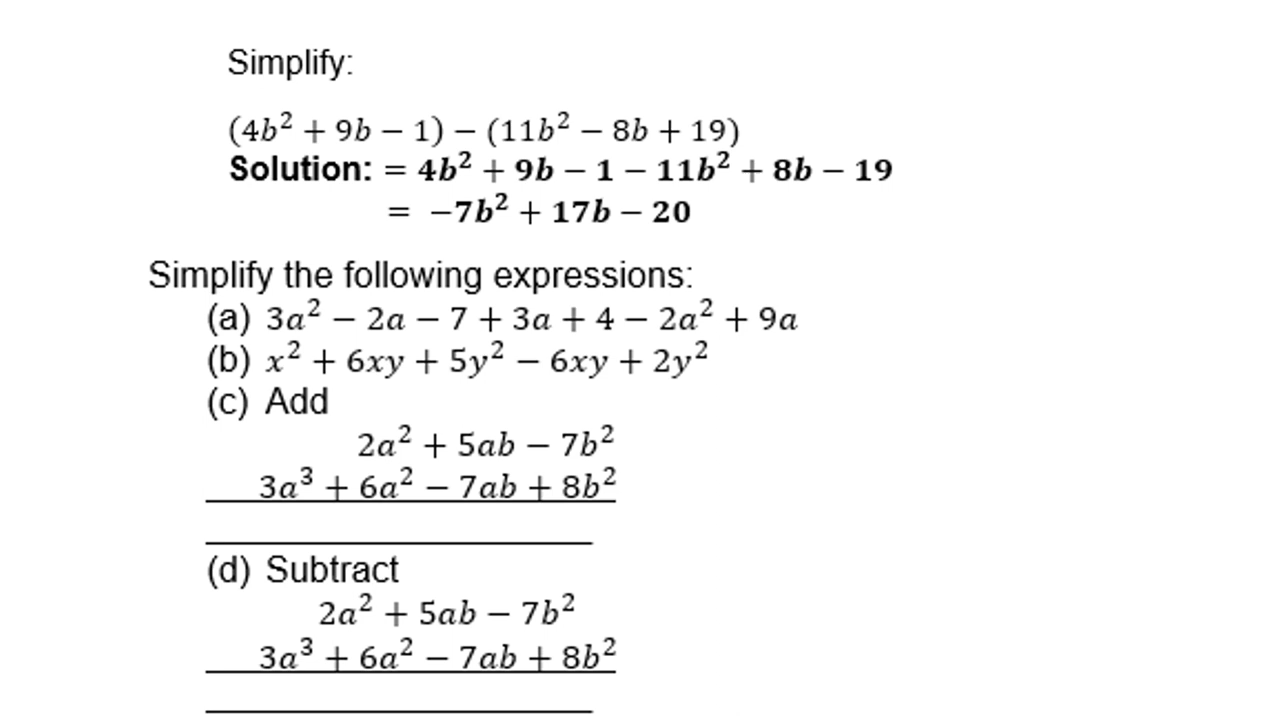 Simplify:
(4b² + 9b − 1) − (11b² − 8b + 19)
Solution: = 4b² + 9b − 1 − 11b² + 8b − 19
= −7b² + 17b − 20
Simplify the following expressions:
(a) 3a² − 2a − 7 + 3a + 4 − 2a² + 9a
(b) x² + 6xy + 5y² − 6xy + 2y²
(c) Add
2a² + 5ab − 7b²
3a³ + 6a² − 7ab + 8b²
(d) Subtract
2a² + 5ab − 7b²
3a³ + 6a² − 7ab + 8b²